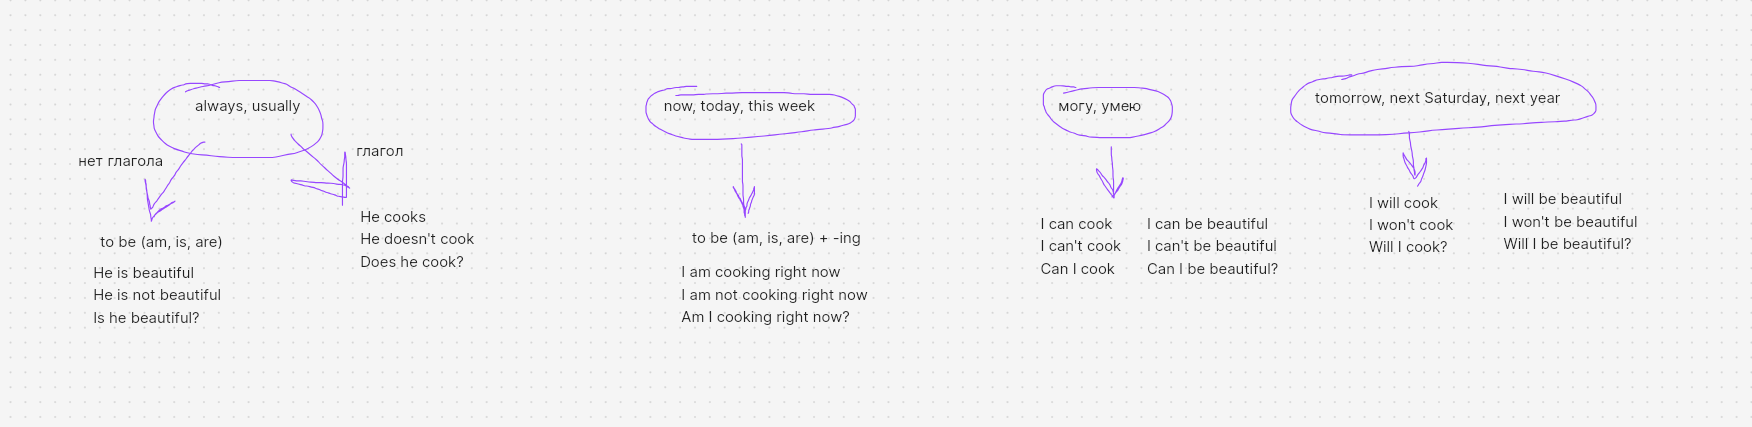 always, usually
нет глагола
глагол
to be (am, is, are)
He is beautiful
He is not beautiful
Is he beautiful?
He cooks
He doesn't cook
Does he cook?
now, today, this week
to be (am, is, are) + -ing
I am cooking right now
I am not cooking right now
Am I cooking right now?
могу, умею
I can cook
I can't cook
Can I cook
I can be beautiful
I can't be beautiful
Can I be beautiful?
tomorrow, next Saturday, next year
I will cook
I won't cook
Will I cook?
I will be beautiful
I won't be beautiful
Will I be beautiful?